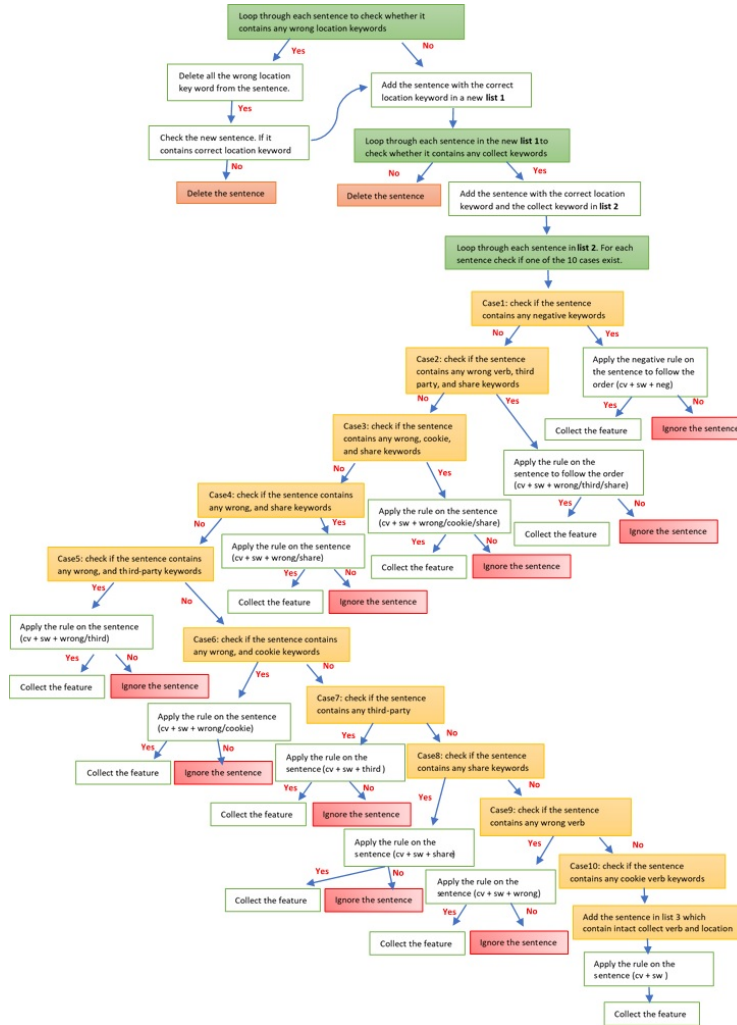 Loop through each sentence to check whether it
contains any wrong location keywords
Yes
No
Delete all the wrong location
key word from the sentence.
Add the sentence with the correct
location keyword in a new list 1
Yes
Check the new sentence. If it
contains correct location keyword
Loop through each sentence in the new list 1 to
check whether it contains any collect keywords
No
No
Yes
Delete the sentence
Delete the sentence
Add the sentence with the correct location
keyword and the collect keyword in list 2
Loop through each sentence in list 2. For each
sentence check if one of the 10 cases exist.
Case1: check if the sentence
contains any negative keywords
No
Yes
Case2: check if the sentence
contains any wrong verb, third
party, and share keywords
Apply the negative rule on
the sentence to follow the
order (cv + sw + neg)
No
Yes
Yes
No
Case3: check if the sentence
contains any wrong, cookie,
and share keywords
Collect the feature
Ignore the sentence
No
Yes
Apply the rule on the
sentence to follow the order
(cv + sw + wrong/third/share)
Case4: check if the sentence contains
any wrong, and share keywords
Apply the rule on the sentence
(cv + sw + wrong/cookie/share)
Yes
No
No
Yes
Collect the feature
Ignore the sentence
Case5: check if the sentence contains
any wrong, and third-party keywords
Apply the rule on the sentence
(cv + sw + wrong/share)
Yes
No
Collect the feature
Ignore the sentence
Yes
No
Yes
No
Collect the feature
Ignore the sentence
Apply the rule on the sentence
(cv + sw + wrong/third)
Case6: check if the sentence contains
any wrong, and cookie keywords
Yes
No
Yes
No
Collect the feature
Ignore the sentence
Case7: check if the sentence
contains any third-party
Apply the rule on the sentence
(cv + sw + wrong/cookie)
Yes
No
Yes
No
Apply the rule on the
sentence (cv + sw + third )
Case8: check if the sentence
contains any share keywords
Collect the feature
Ignore the sentence
Yes
No
Yes
No
Collect the feature
Ignore the sentence
Case9: check if the sentence
contains any wrong verb
Apply the rule on the
sentence (cv + sw + share)
Yes
No
Yes
No
Case10: check if the sentence
contains any cookie verb keywords
Collect the feature
Ignore the sentence
Apply the rule on the
sentence (cv + sw + wrong)
Yes
No
Add the sentence in list 3 which
contain intact collect verb and location
Collect the feature
Ignore the sentence
Apply the rule on the
sentence (cv + sw )
Collect the feature